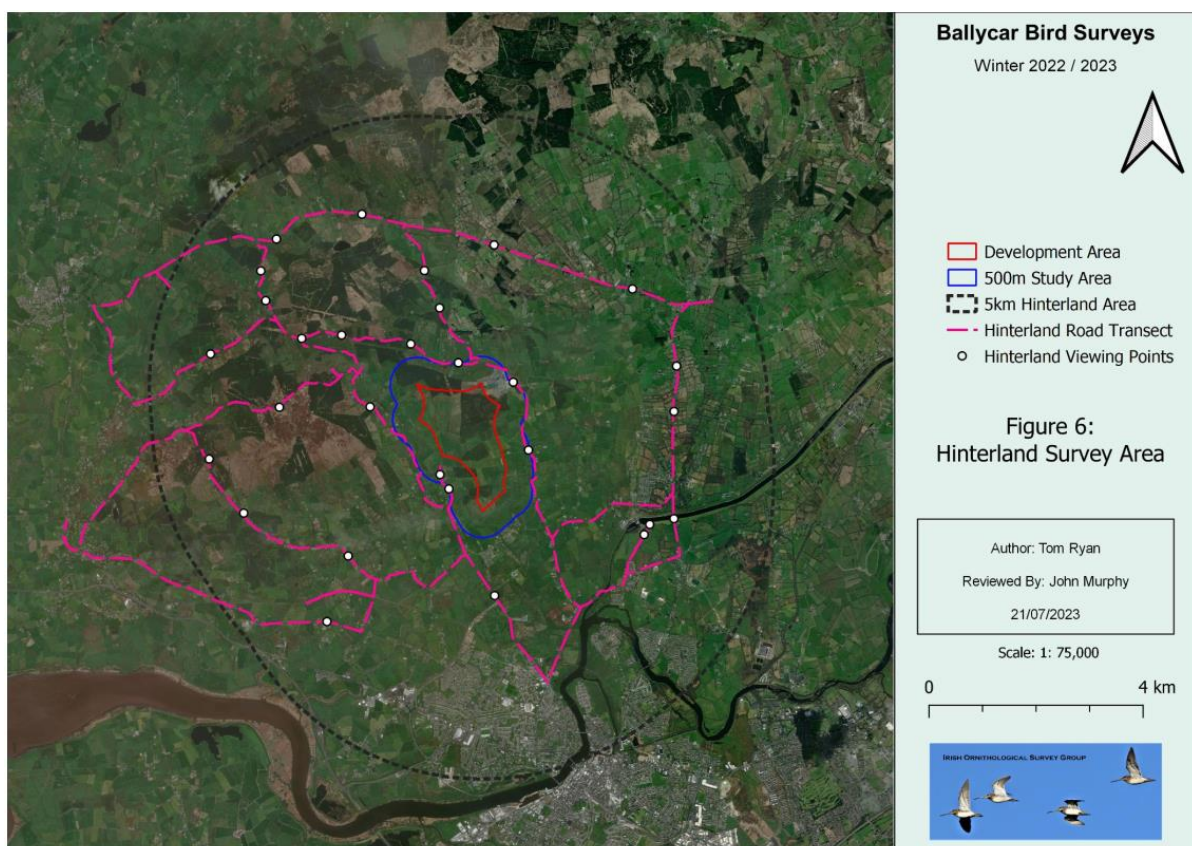 Ballycar Bird Surveys
Winter 2022 / 2023
Development Area
500m Study Area
5km Hinterland Area
Hinterland Road Transect
Hinterland Viewing Points
Figure 6:
Hinterland Survey Area
Author: Tom Ryan
Reviewed By: John Murphy
21/07/2023
Scale: 1: 75,000
0 4 km
IRISH ORNITHOLOGICAL SURVEY GROUP